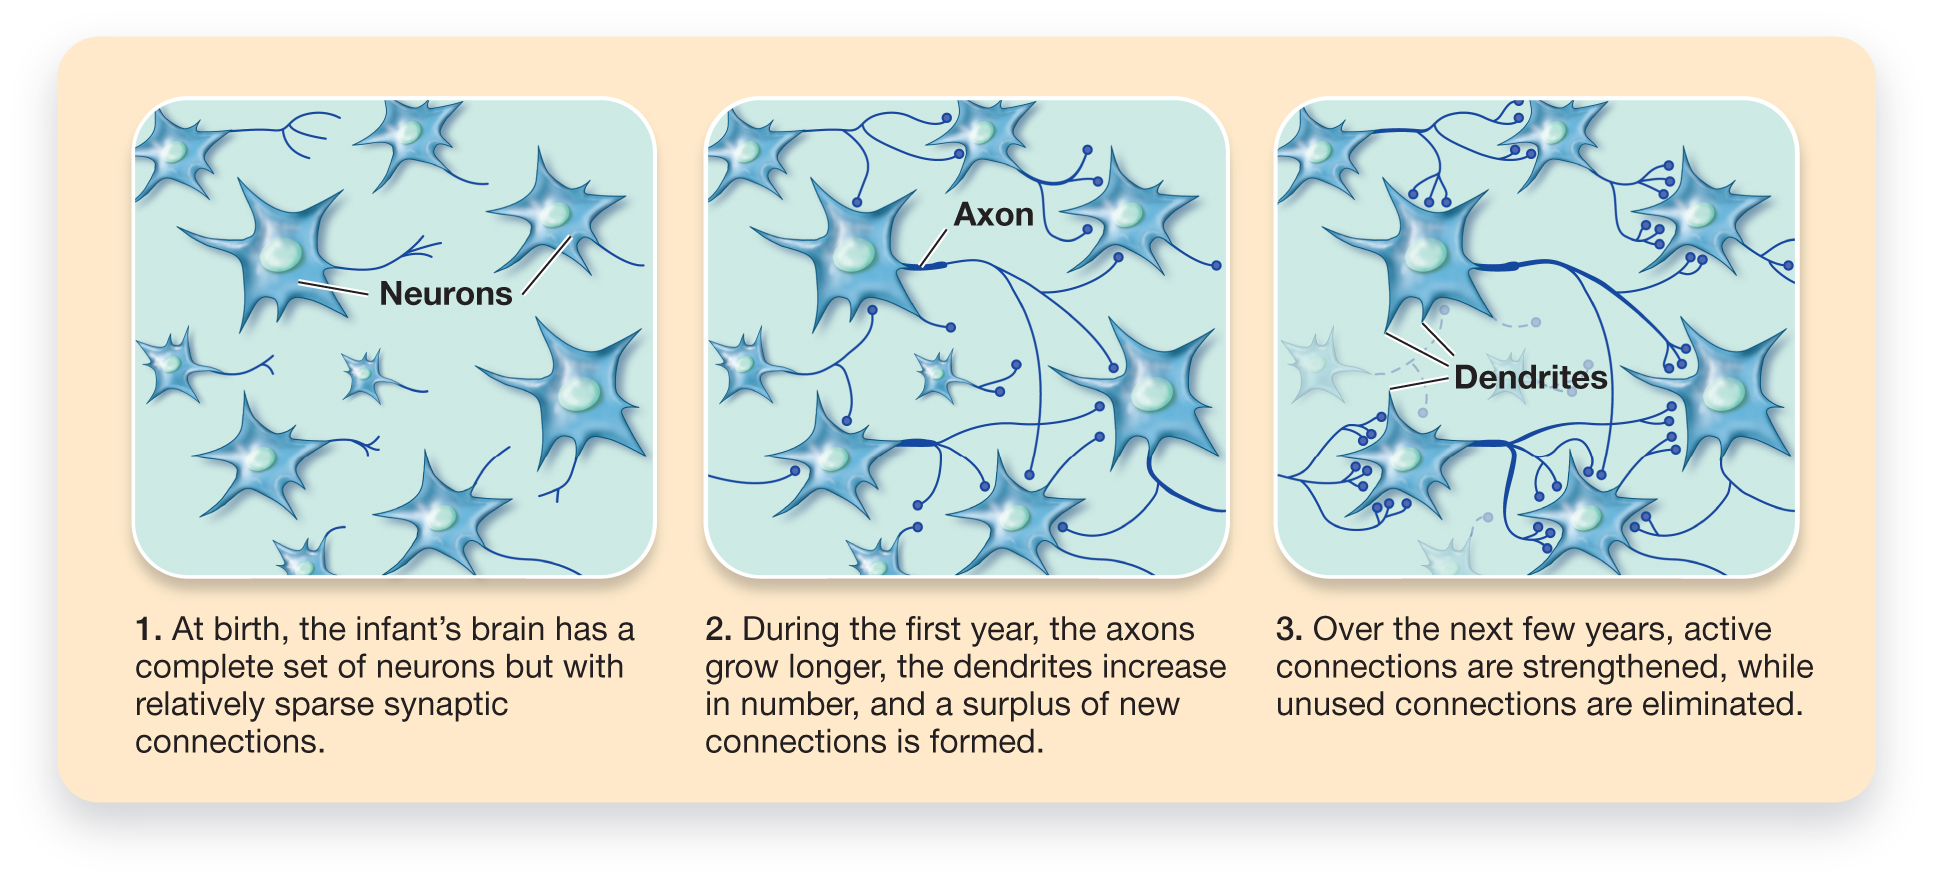 Axon
Neurons
Dendrites
1. At birth, the infant’s brain has a
complete set of neurons but with
relatively sparse synaptic
connections.
2. During the first year, the axons
grow longer, the dendrites increase
in number, and a surplus of new
connections is formed.
3. Over the next few years, active
connections are strengthened, while
unused connections are eliminated.